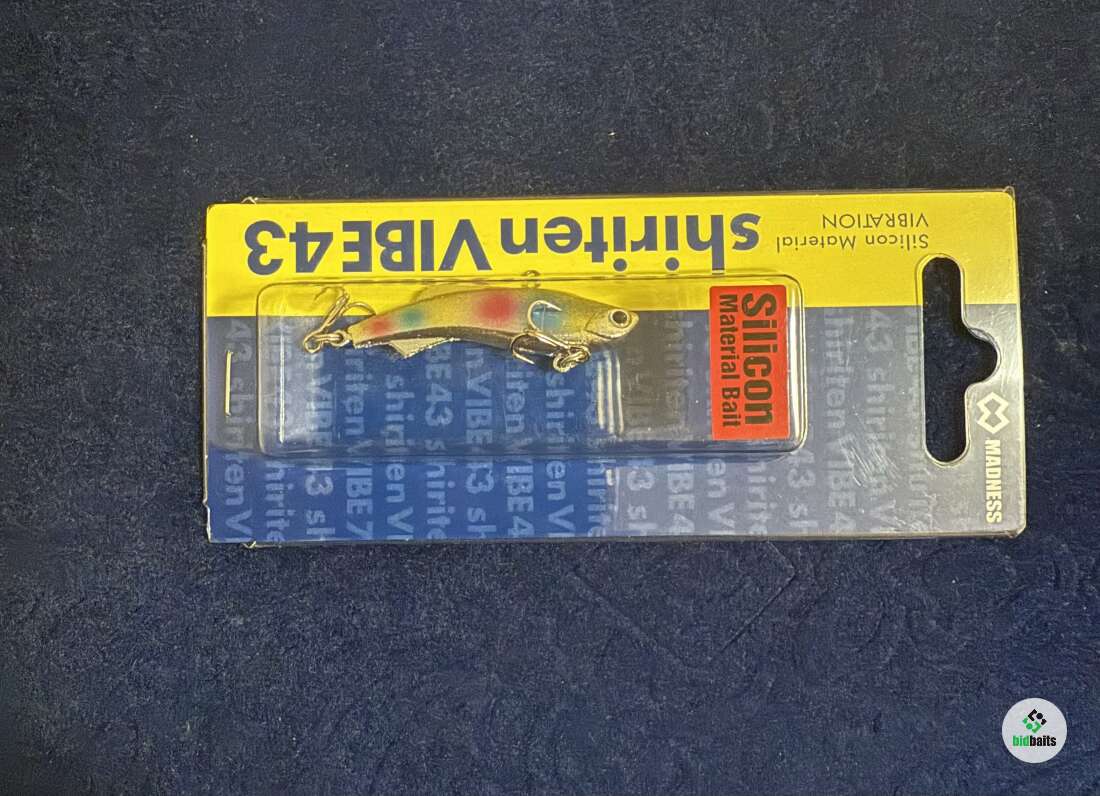 Silicon Material
VIBRATION
shiriten VIBE43
Silicon
Material Bait
MADNESS
bidbaits